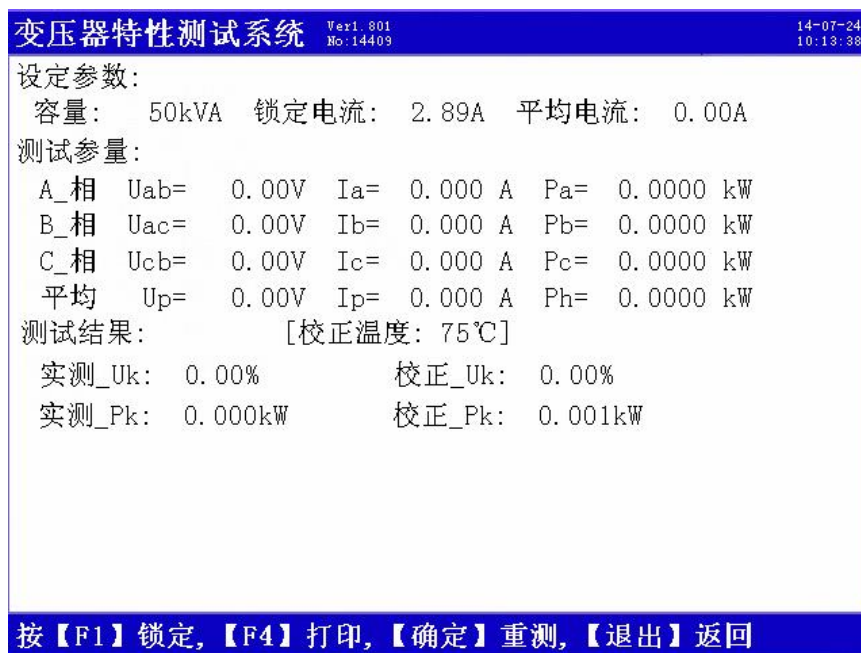 变压器特性测试系统 Ver1.801 No:14409 14-07-24 10:13:38
设定参数:
容量: 50kVA 锁定电流: 2.89A 平均电流: 0.00A
测试参量:
A_相 Uab= 0.00V Ia= 0.000 A Pa= 0.0000 kW
B_相 Uac= 0.00V Ib= 0.000 A Pb= 0.0000 kW
C_相 Ucb= 0.00V Ic= 0.000 A Pc= 0.0000 kW
平均 Up= 0.00V Ip= 0.000 A Ph= 0.0000 kW
测试结果: [校正温度: 75℃]
实测_Uk: 0.00% 校正_Uk: 0.00%
实测_Pk: 0.000kW 校正_Pk: 0.001kW
按【F1】锁定,【F4】打印,【确定】重测,【退出】返回